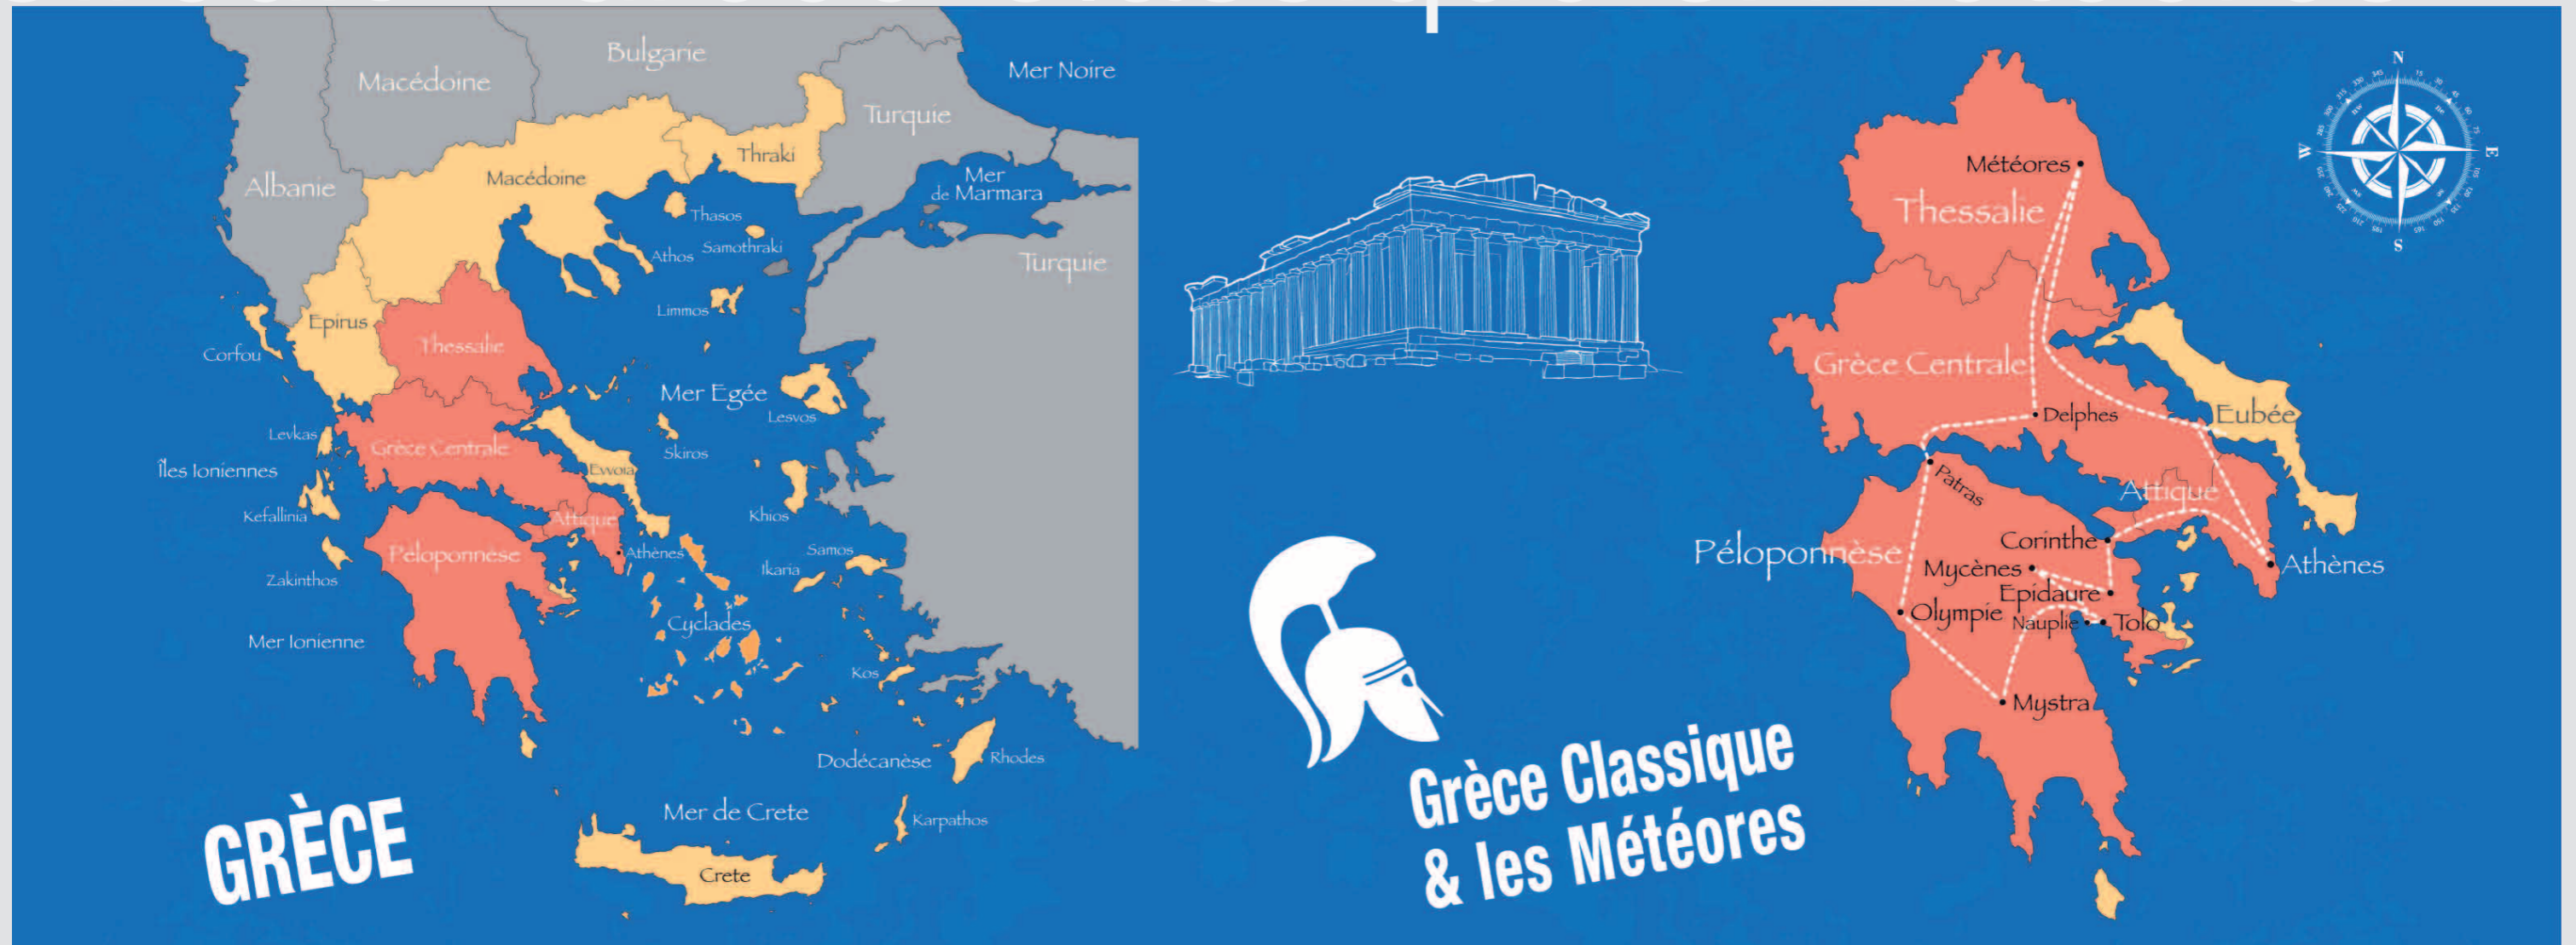 Bulgarie
Mer Noire
Macédoine
Turquie
Thraki
Macédoine
Albanie
Mer
de Marmara
Thasos
Samothraki
Athos
Turquie
Limmos
Epirus
Thessalie
Corfou
Mer Egée
Lesvos
Levkas
Grèce Centrale
Skiros
Îles Ioniennes
Evvoia
Kefallinia
Khios
Attique
Péloponnèse
Athènes
Samos
Ikaria
Zakinthos
Cyclades
Mer Ionienne
Kos
Dodécanèse
Rhodes
Mer de Crete
Karpathos
Crete
GRÈCE
Grèce Classique
& les Météores
Météores
Thessalie
Grèce Centrale
Delphes
Eubée
Patras
Attique
Corinthe
Péloponnèse
Mycènes
Athènes
Epidaure
Olympie
Nauplie
Tolo
Mystra
N
W
E
S